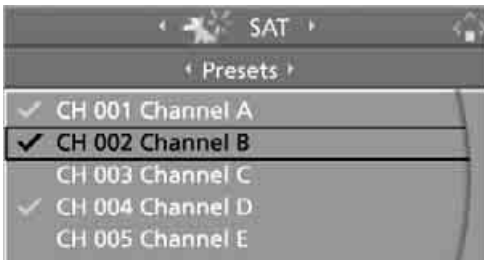 SAT
Presets
CH 001 Channel A
CH 002 Channel B
CH 003 Channel C
CH 004 Channel D
CH 005 Channel E